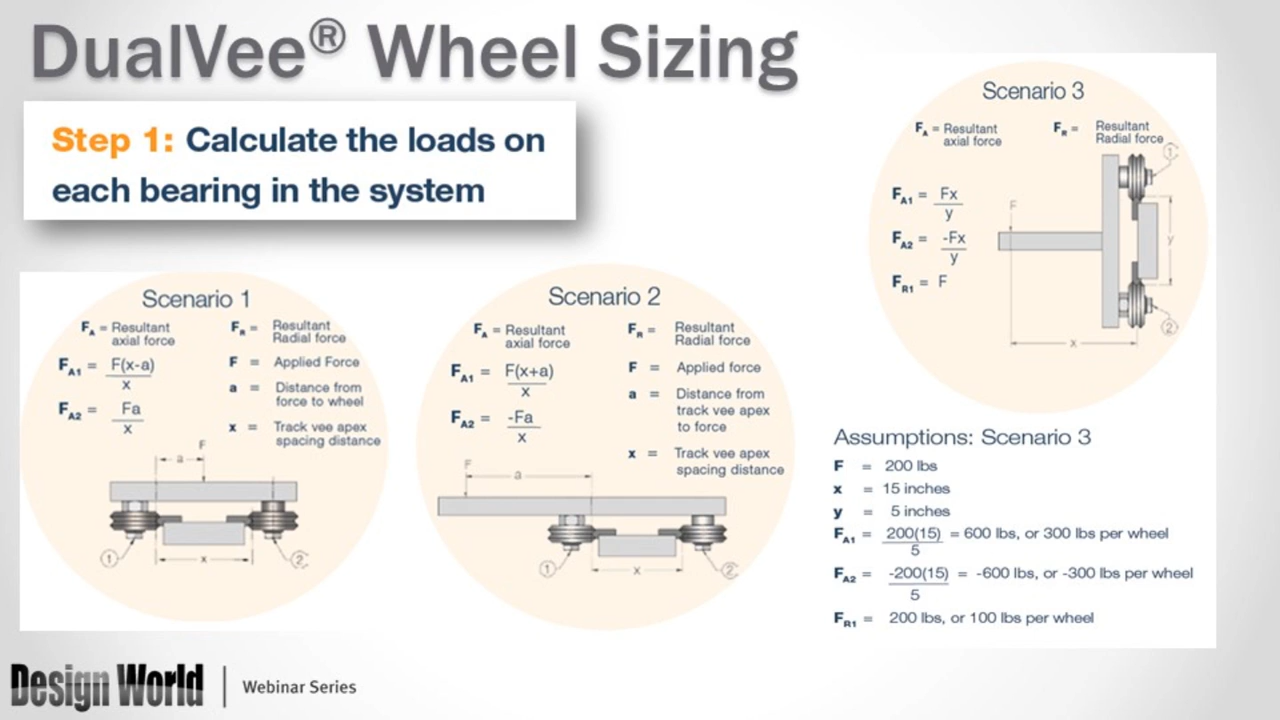 DualVee® Wheel Sizing
Step 1: Calculate the loads on
each bearing in the system
Scenario 1
FA = Resultant
axial force
FR = Resultant
Radial force
FA1 = F(x-a)
x
FA2 = Fa
x
F = Applied Force
a = Distance from
force to wheel
x = Track vee apex
spacing distance
F
a
x
1
2
Scenario 2
FA = Resultant
axial force
FR = Resultant
Radial force
FA1 = F(x+a)
x
FA2 = -Fa
x
F = Applied force
a = Distance from
track vee apex
to force
x = Track vee apex
spacing distance
F
a
x
1
2
Scenario 3
FA = Resultant
axial force
FR = Resultant
Radial force
FA1 = Fx
y
FA2 = -Fx
y
FR1 = F
F
y
x
1
2
Assumptions: Scenario 3
F = 200 lbs
x = 15 inches
y = 5 inches
FA1 = 200(15) = 600 lbs, or 300 lbs per wheel
5
FA2 = -200(15) = -600 lbs, or -300 lbs per wheel
5
FR1 = 200 lbs, or 100 lbs per wheel
Design World
Webinar Series